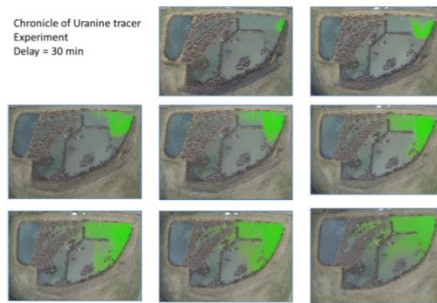 Chronicle of Uranine tracer
Experiment
Delay = 30 min